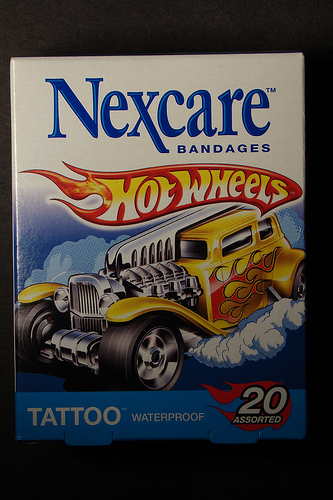 Nexcare™
BANDAGES
HOT WHEELS
TATTOO™ WATERPROOF
20
ASSORTED